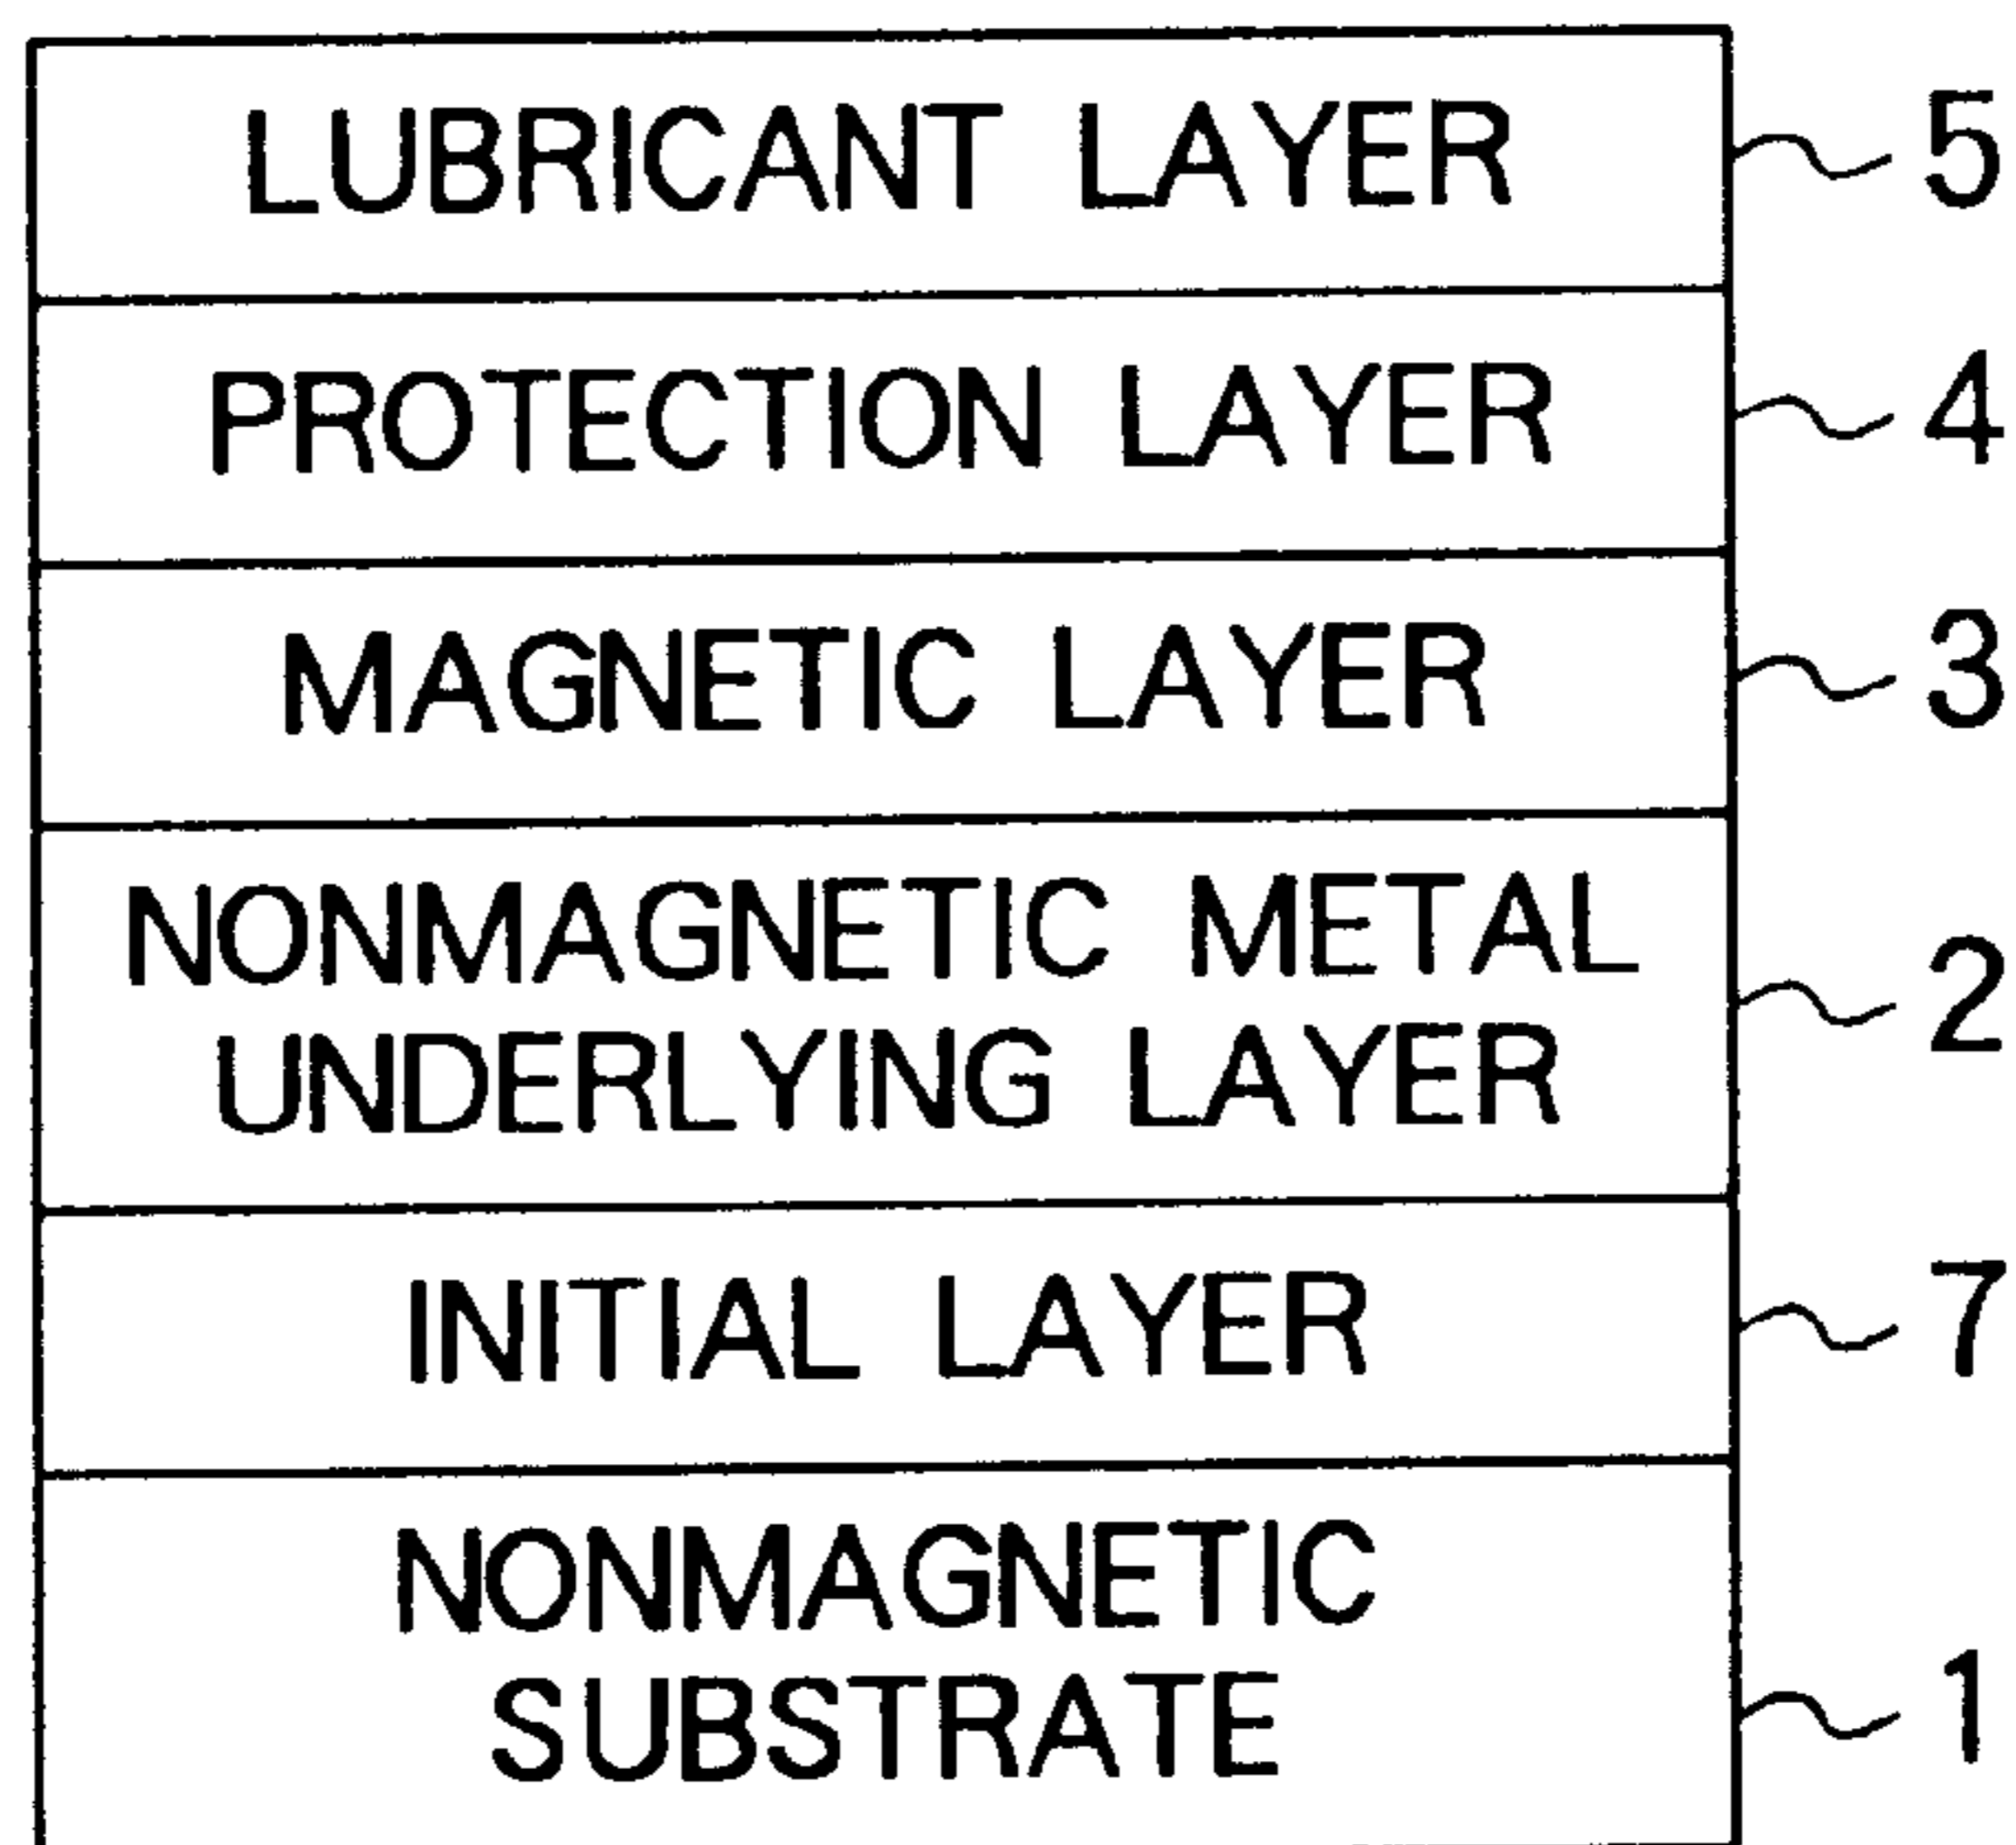 LUBRICANT LAYER 5
PROTECTION LAYER 4
MAGNETIC LAYER 3
NONMAGNETIC METAL
UNDERLYING LAYER 2
INITIAL LAYER 7
NONMAGNETIC
SUBSTRATE 1